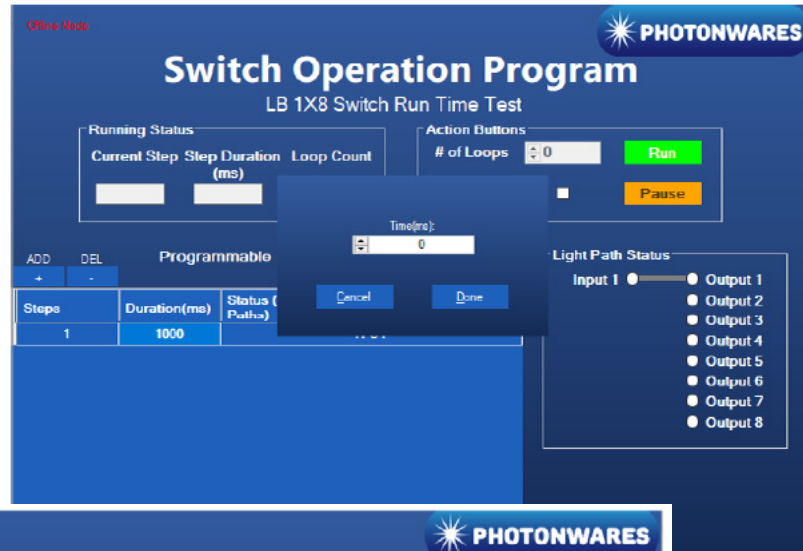 Offline Mode
PHOTONWARES
Switch Operation Program
LB 1X8 Switch Run Time Test
Running Status
Current Step Step Duration Loop Count
(ms)
Action Buttons
# of Loops 0 Run
Pause
Time(ms):
0
Cancel Done
ADD DEL Programmable
+ -
Steps Duration(ms) Status (
Paths)
1 1000
Light Path Status
Input 1 Output 1
Output 2
Output 3
Output 4
Output 5
Output 6
Output 7
Output 8
PHOTONWARES